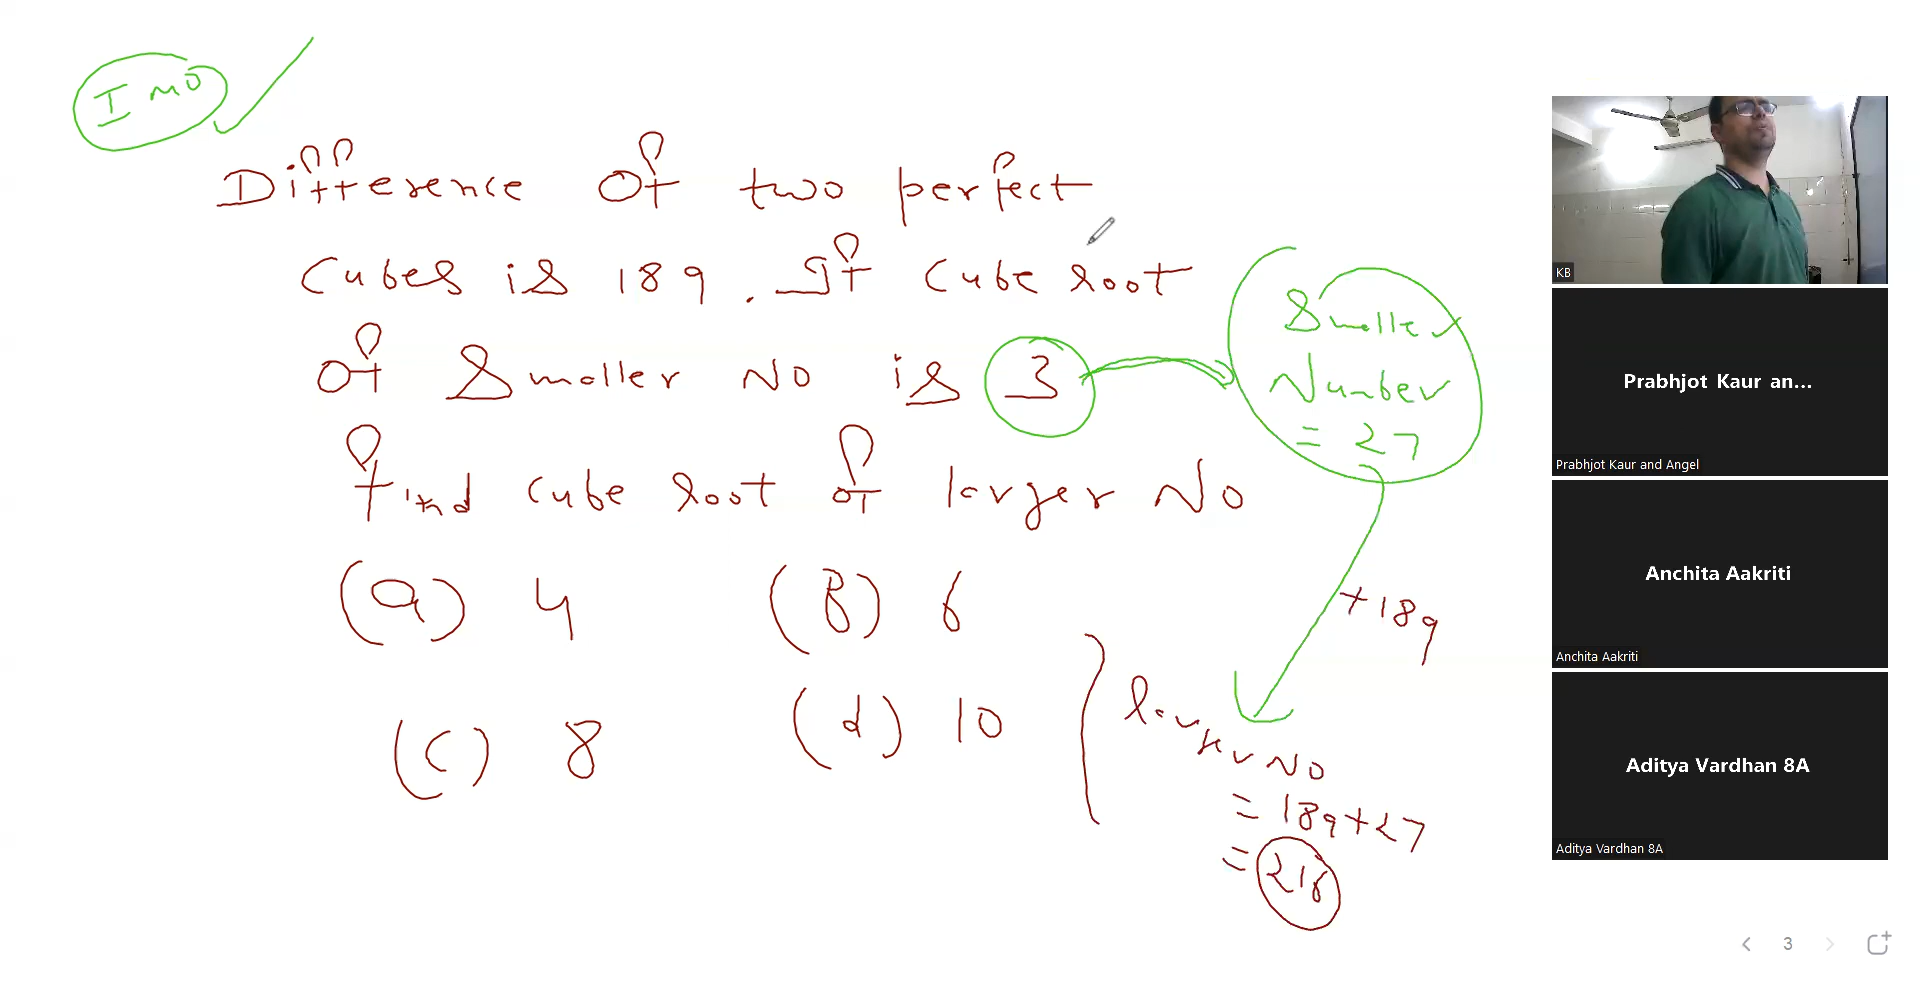 IMO
Difference of two perfect
Cubes is 189. If Cube root
of Smaller No is 3
find cube root of larger No
(a) 4 (B) 6
(c) 8 (d) 10
Smaller
Number
= 27
+189
larger No
= 189+27
= 216
KB
Prabhjot Kaur an...
Prabhjot Kaur and Angel
Anchita Aakriti
Anchita Aakriti
Aditya Vardhan 8A
Aditya Vardhan 8A
3